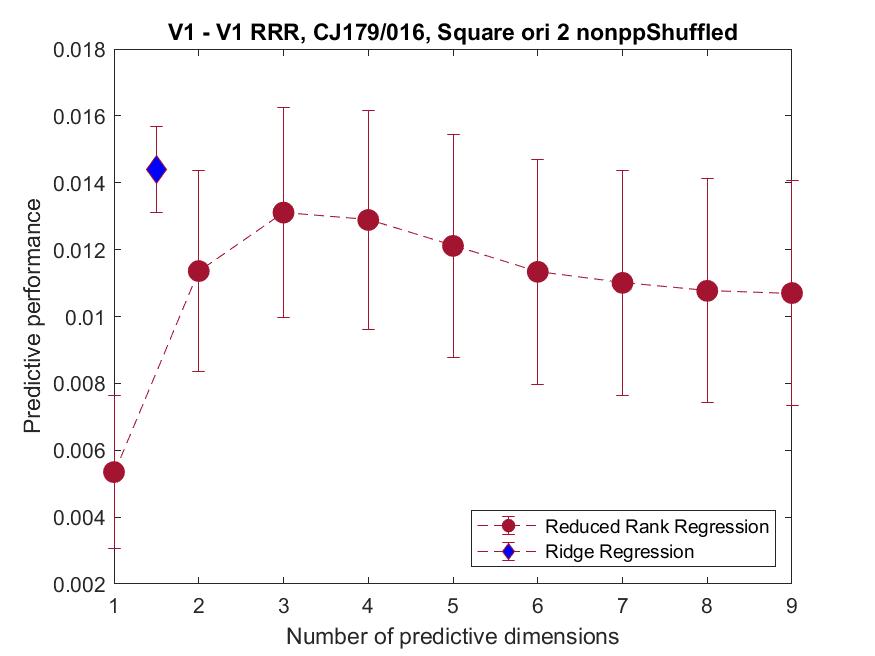 V1 - V1 RRR, CJ179/016, Square ori 2 nonppShuffled
0.018
0.016
0.014
0.012
0.01
0.008
0.006
0.004
0.002
Predictive performance
1 2 3 4 5 6 7 8 9
Number of predictive dimensions
Reduced Rank Regression
Ridge Regression